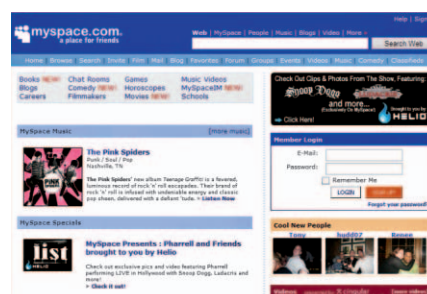 Help | Sign
myspace.com.
a place for friends
Web | MySpace | People | Music | Blogs | Video | More
Search Web
Home Browse Search Invite Film Mail Blog Favorites Forum Groups Events Videos Music Comedy Classifieds
Books NEW! Chat Rooms Games Music Videos
Blogs Comedy NEW! Horoscopes MySpaceIM NEW!
Careers Filmmakers Movies NEW! Schools
Check Out Clips & Photos From The Show, Featuring:
Snoop Dogg
and more...
(Exclusively On MySpace)
Click Here!
brought to you by
HELIO
MySpace Music [more music]
The Pink Spiders
Punk / Soul / Pop
Nashville, TN
The Pink Spiders' new album Teenage Graffiti is a fevered,
luminous record of rock 'n' roll escapades. Their brand of
rock 'n' roll is infused with undeniable energy and classic
pop sheen, delivered with a defiant 'tude. > Listen Now
Member Login
E-Mail:
Password:
Remember Me
LOGIN SIGN UP!
Forgot your password?
MySpace Specials
list
HELIO
MySpace Presents : Pharrell and Friends
brought to you by Helio
Check out exclusive pics and video featuring Pharrell
performing LIVE in Hollywood with Snoop Dogg, Ludacris and
more!
> Check it out!
Cool New People
Tony hudd07 Renee
Videos